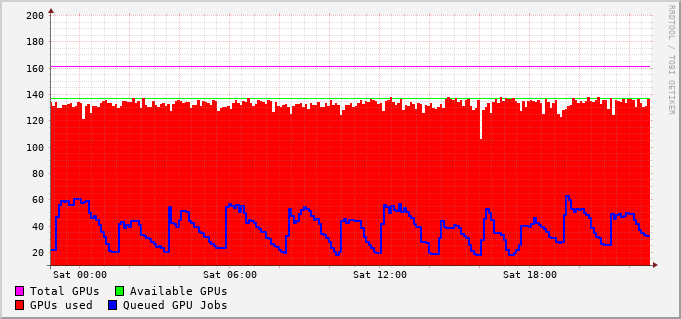 200
180
160
140
120
100
80
60
40
20
Sat 00:00 Sat 06:00 Sat 12:00 Sat 18:00
Total GPUs Available GPUs
GPUs used Queued GPU Jobs
RRDTOOL / TOBI OETIKER